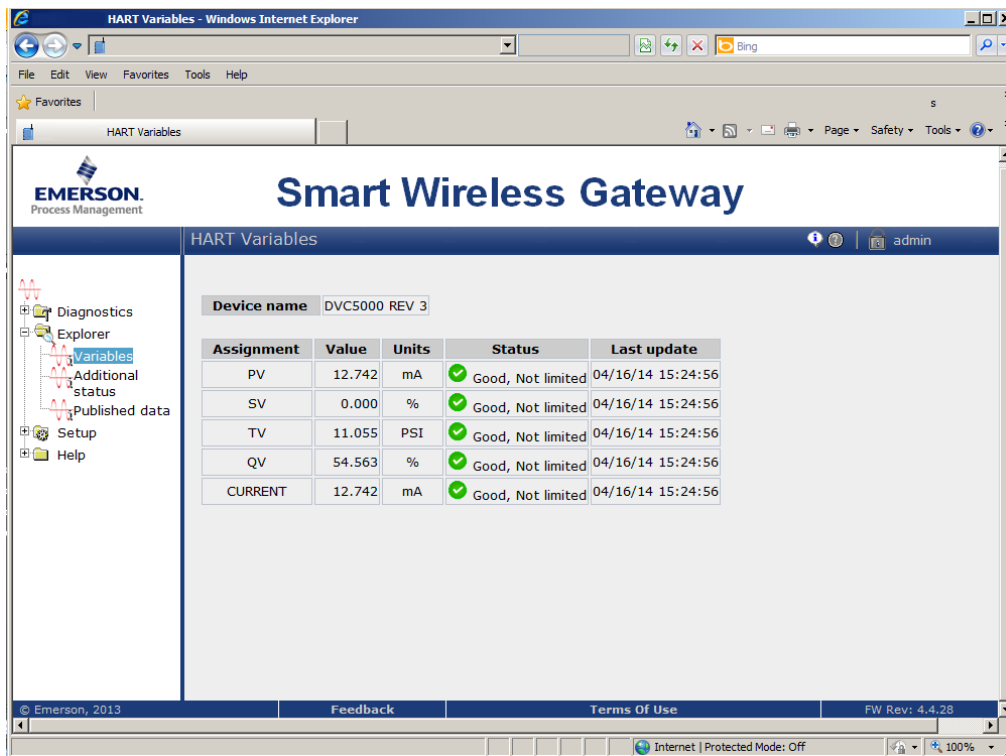 HART Variables - Windows Internet Explorer
Bing
File Edit View Favorites Tools Help
Favorites
s
HART Variables
Page Safety Tools
EMERSON.
Process Management
Smart Wireless Gateway
HART Variables
admin
Diagnostics
Explorer
Variables
Additional
status
Published data
Setup
Help
Device name DVC5000 REV 3
Assignment Value Units Status Last update
PV 12.742 mA Good, Not limited 04/16/14 15:24:56
SV 0.000 % Good, Not limited 04/16/14 15:24:56
TV 11.055 PSI Good, Not limited 04/16/14 15:24:56
QV 54.563 % Good, Not limited 04/16/14 15:24:56
CURRENT 12.742 mA Good, Not limited 04/16/14 15:24:56
© Emerson, 2013 Feedback Terms Of Use FW Rev: 4.4.28
Internet | Protected Mode: Off 100%